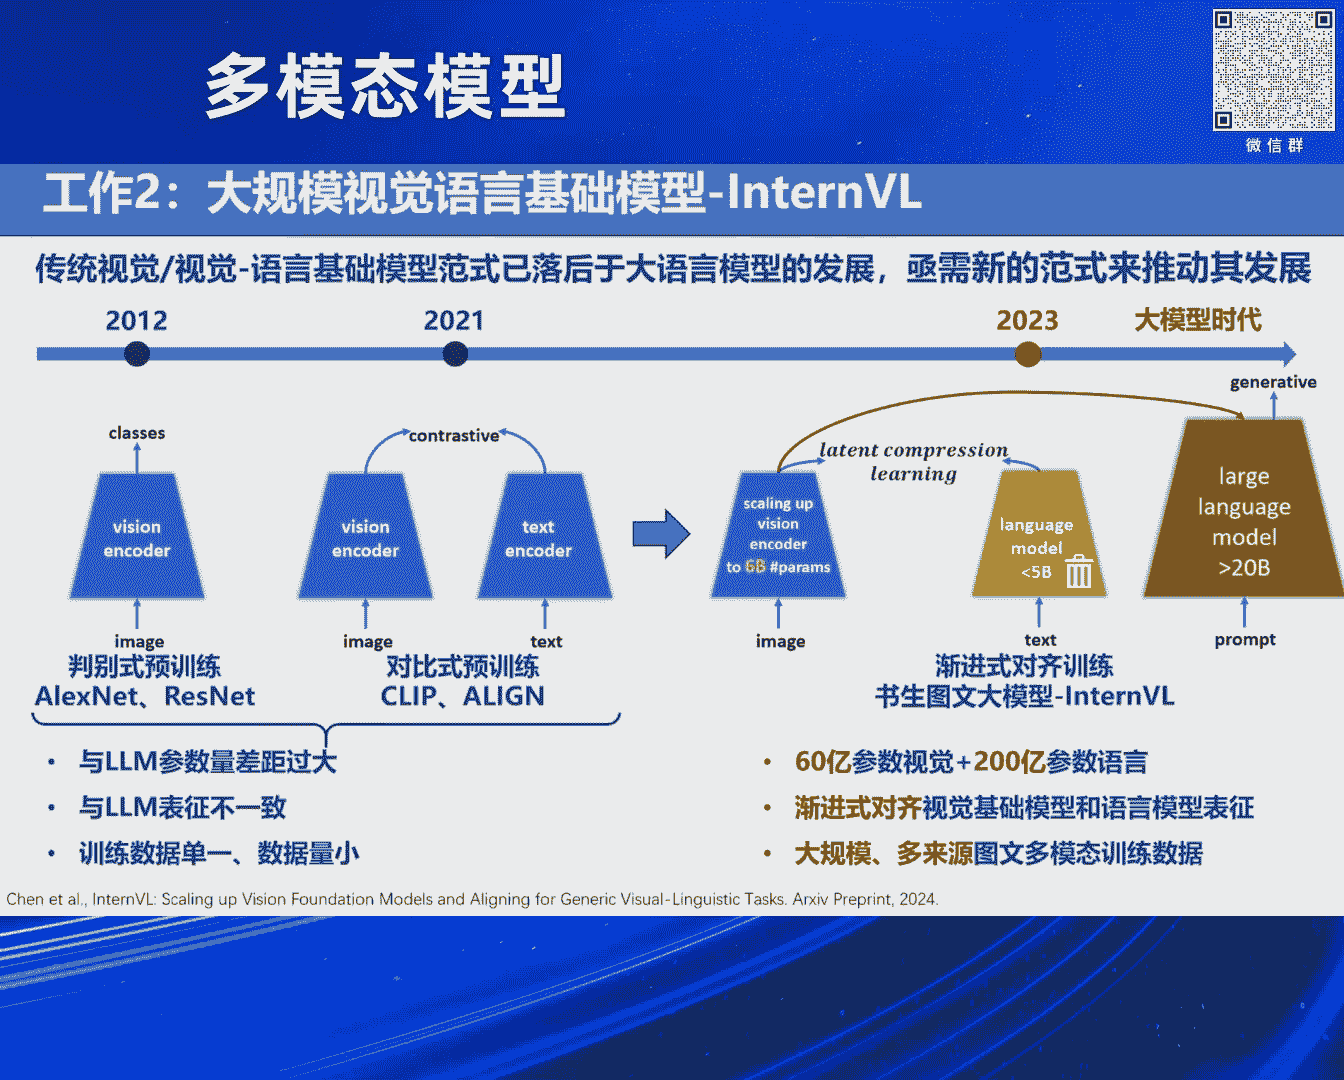 多模态模型
微信群
工作2：大规模视觉语言基础模型-InternVL
传统视觉/视觉-语言基础模型范式已落后于大语言模型的发展，亟需新的范式来推动其发展
2012
2021
2023
大模型时代
classes
vision
encoder
image
判别式预训练
AlexNet、ResNet
contrastive
vision
encoder
text
encoder
image
text
对比式预训练
CLIP、ALIGN
latent compression
learning
scaling up
vision
encoder
to 6B #params
image
language
model
<5B
text
generative
large
language
model
>20B
prompt
渐进式对齐训练
书生图文大模型-InternVL
• 与LLM参数量差距过大
• 与LLM表征不一致
• 训练数据单一、数据量小
• 60亿参数视觉+200亿参数语言
• 渐进式对齐视觉基础模型和语言模型表征
• 大规模、多来源图文多模态训练数据
Chen et al., InternVL: Scaling up Vision Foundation Models and Aligning for Generic Visual-Linguistic Tasks. Arxiv Preprint, 2024.